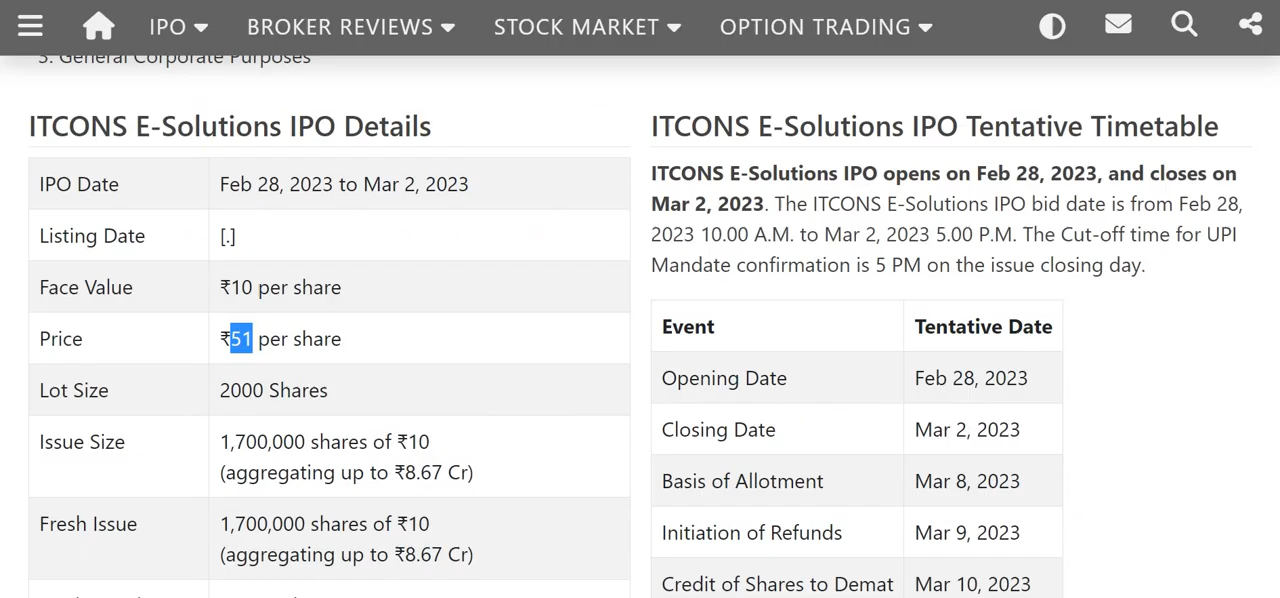 IPO BROKER REVIEWS STOCK MARKET OPTION TRADING
3. General Corporate Purposes
ITCONS E-Solutions IPO Details
IPO Date Feb 28, 2023 to Mar 2, 2023
Listing Date [.]
Face Value ₹10 per share
Price ₹51 per share
Lot Size 2000 Shares
Issue Size 1,700,000 shares of ₹10
(aggregating up to ₹8.67 Cr)
Fresh Issue 1,700,000 shares of ₹10
(aggregating up to ₹8.67 Cr)
ITCONS E-Solutions IPO Tentative Timetable
ITCONS E-Solutions IPO opens on Feb 28, 2023, and closes on
Mar 2, 2023. The ITCONS E-Solutions IPO bid date is from Feb 28,
2023 10.00 A.M. to Mar 2, 2023 5.00 P.M. The Cut-off time for UPI
Mandate confirmation is 5 PM on the issue closing day.
Event Tentative Date
Opening Date Feb 28, 2023
Closing Date Mar 2, 2023
Basis of Allotment Mar 8, 2023
Initiation of Refunds Mar 9, 2023
Credit of Shares to Demat Mar 10, 2023